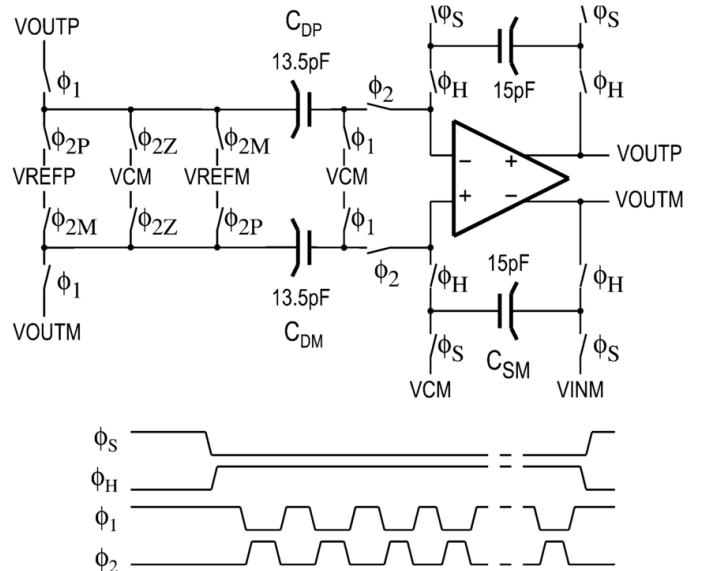 φS φS
VOUTP CDP
13.5pF
φ1 φ2 φH 15pF φH
φ2P φ2Z φ2M φ1 − + VOUTP
VREFP VCM VREFM VCM
φ2M φ2Z φ2P φ1 + − VOUTM
φ1 φ2 φH 15pF φH
13.5pF
VOUTM CDM φS CSM φS
VCM VINM
φS
φH
φ1
φ2